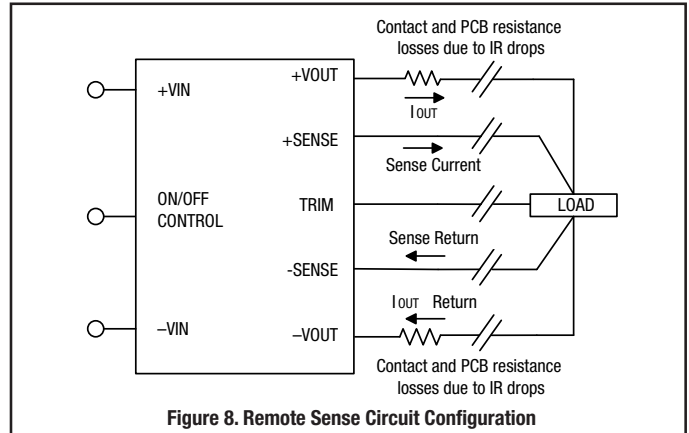 Contact and PCB resistance
losses due to IR drops
+VOUT
+VIN
IOUT
+SENSE
Sense Current
ON/OFF
CONTROL
TRIM
LOAD
Sense Return
-SENSE
IOUT Return
–VIN
–VOUT
Contact and PCB resistance
losses due to IR drops
Figure 8. Remote Sense Circuit Configuration